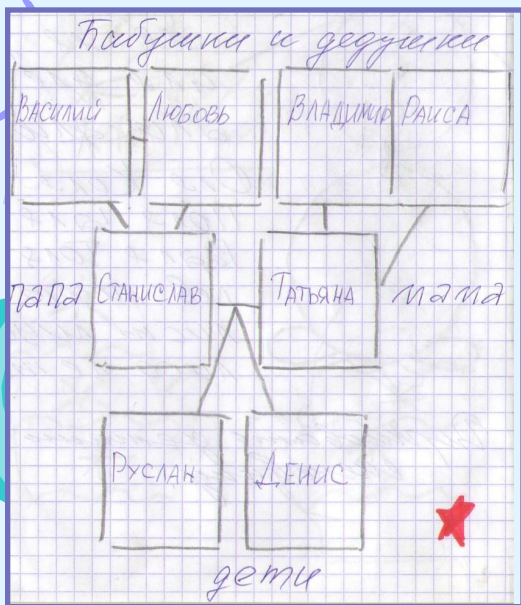 Бабушки и дедушки
Василий Любовь Владимир Раиса
папа Станислав Татьяна мама
Руслан Денис
дети